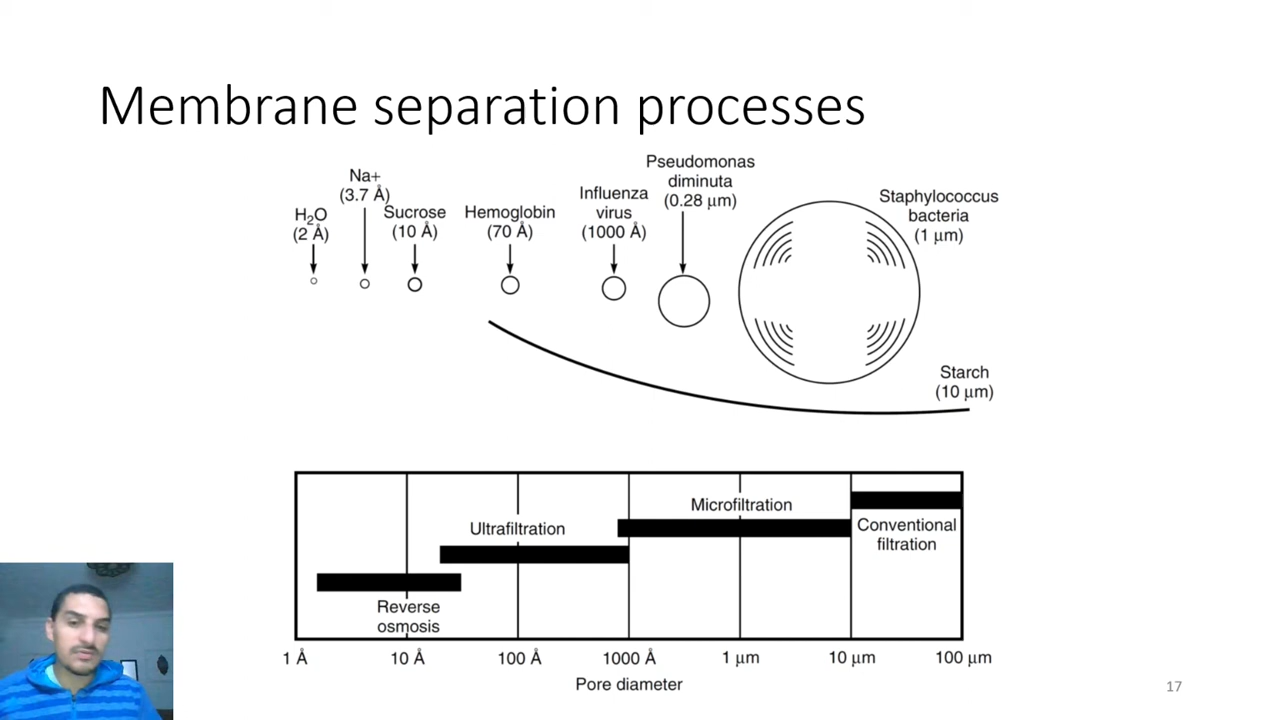 Membrane separation processes
H2O
(2 Å)
Na+
(3.7 Å)
Sucrose
(10 Å)
Hemoglobin
(70 Å)
Influenza
virus
(1000 Å)
Pseudomonas
diminuta
(0.28 μm)
Staphylococcus
bacteria
(1 μm)
Starch
(10 μm)
Reverse
osmosis
Ultrafiltration
Microfiltration
Conventional
filtration
1 Å
10 Å
100 Å
1000 Å
1 μm
10 μm
100 μm
Pore diameter
17